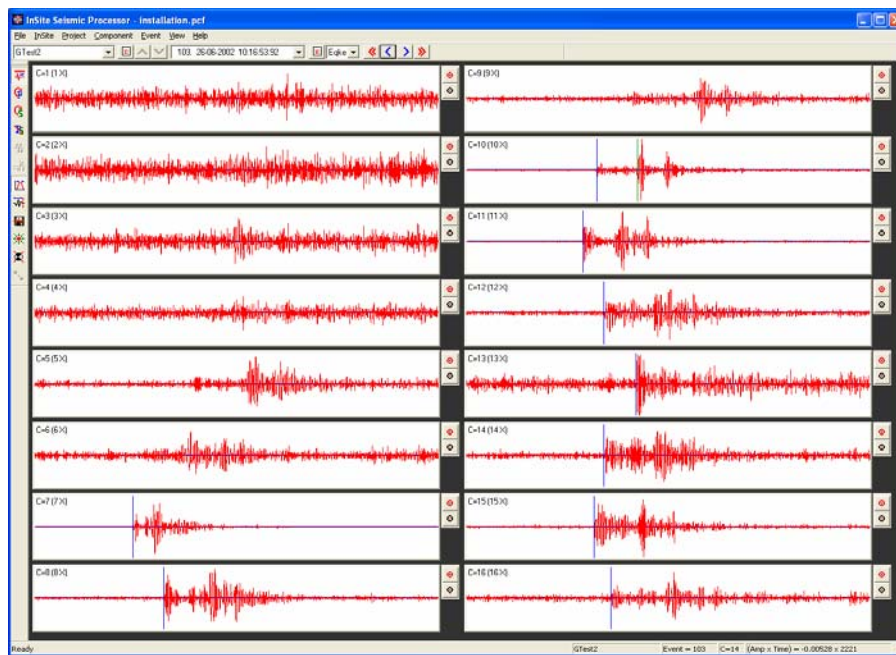 InSite Seismic Processor - installation.pcf
File InSite Project Component Event View Help
GTest2 103. 26-06-2002 10:16:53:92 Eqke
C=1 (1X)
C=2 (2X)
C=3 (3X)
C=4 (4X)
C=5 (5X)
C=6 (6X)
C=7 (7X)
C=8 (8X)
C=9 (9X)
C=10 (10X)
C=11 (11X)
C=12 (12X)
C=13 (13X)
C=14 (14X)
C=15 (15X)
C=16 (16X)
Ready GTest2 Event = 103 C=14 (Amp x Time) = -0.00528 x 2221